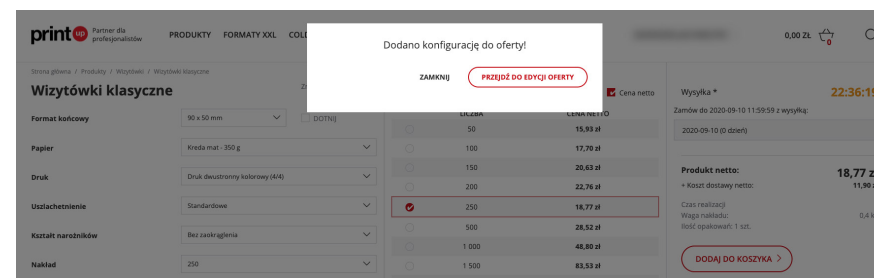 printup Partner dla profesjonalistów
PRODUKTY FORMATY XXL
0,00 ZŁ 0
Dodano konfigurację do oferty!
ZAMKNIJ PRZEJDŹ DO EDYCJI OFERTY
Strona główna / Produkty / Wizytówki / Wizytówki klasyczne
Wizytówki klasyczne
Format końcowy 90 x 50 mm DOTNIJ
Papier Kreda mat - 350 g
Druk Druk dwustronny kolorowy (4/4)
Uszlachetnienie Standardowe
Kształt narożników Bez zaokrąglenia
Nakład 250
Cena netto
LICZBA CENA NETTO
50 15,93 zł
100 17,70 zł
150 20,63 zł
200 22,76 zł
250 18,77 zł
500 28,52 zł
1 000 48,80 zł
1 500 83,53 zł
Wysyłka * 22:36:19
Zamów do 2020-09-10 11:59:59 z wysyłką:
2020-09-10 (0 dzień)
Produkt netto: 18,77 z
+ Koszt dostawy netto: 11,90
Czas realizacji
Waga nakładu: 0,4 k
Ilość opakowań: 1 szt.
DODAJ DO KOSZYKA >